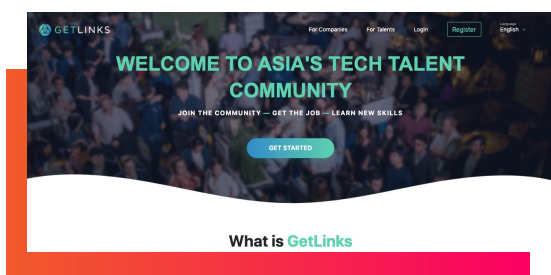 GETLINKS
For Companies
For Talents
Login
Register
Language
English
WELCOME TO ASIA'S TECH TALENT
COMMUNITY
JOIN THE COMMUNITY — GET THE JOB — LEARN NEW SKILLS
GET STARTED
What is GetLinks